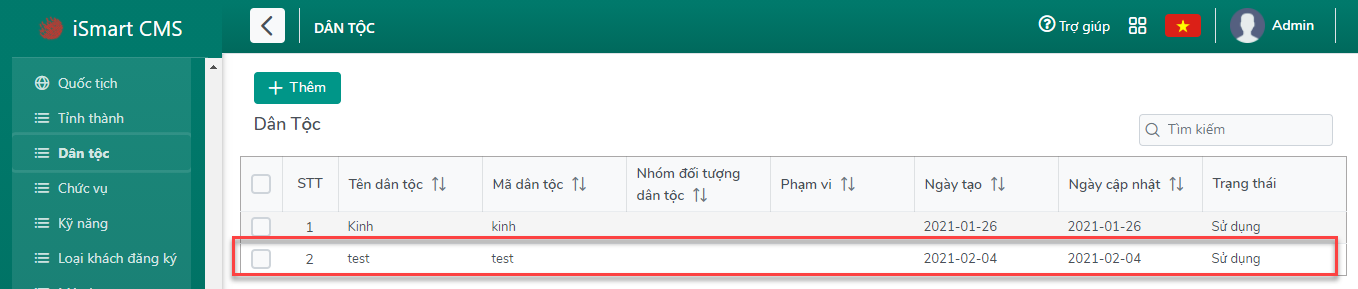 iSmart CMS
DÂN TỘC
Trợ giúp
Admin
Quốc tịch
Tỉnh thành
Dân tộc
Chức vụ
Kỹ năng
Loại khách đăng ký
Thêm
Dân Tộc
Tìm kiếm
STT Tên dân tộc Mã dân tộc Nhóm đối tượng dân tộc Phạm vi Ngày tạo Ngày cập nhật Trạng thái
1 Kinh kinh 2021-01-26 2021-01-26 Sử dụng
2 test test 2021-02-04 2021-02-04 Sử dụng